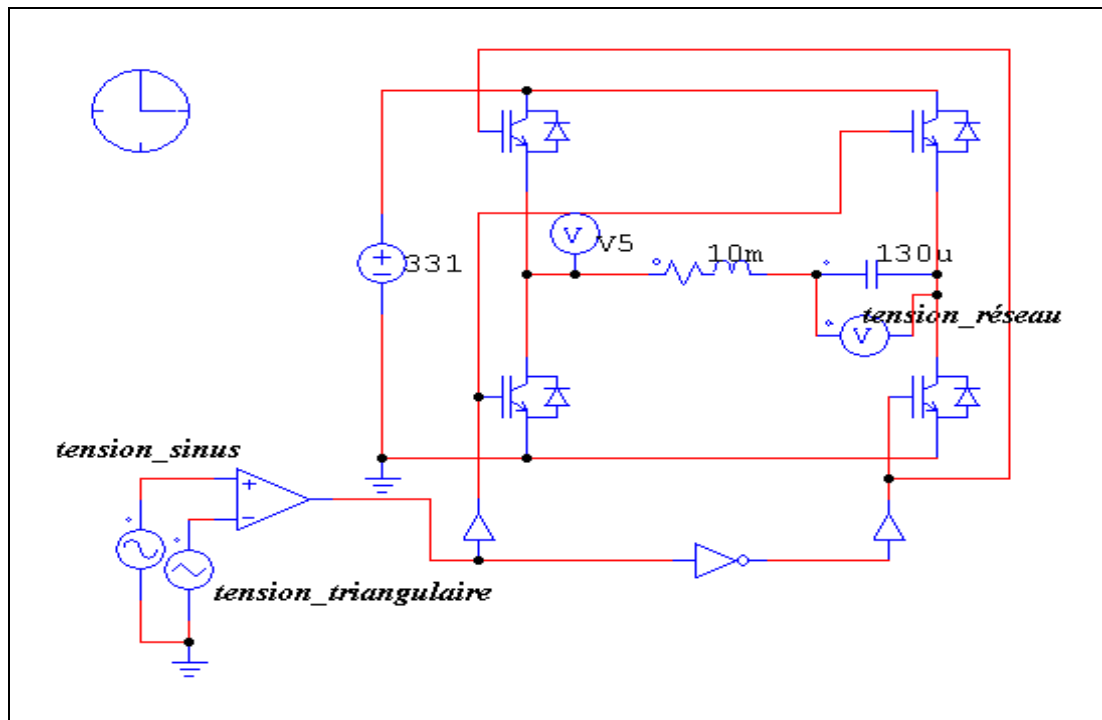 V
V5
10m
130u
331
V
tension_réseau
tension_sinus
tension_triangulaire